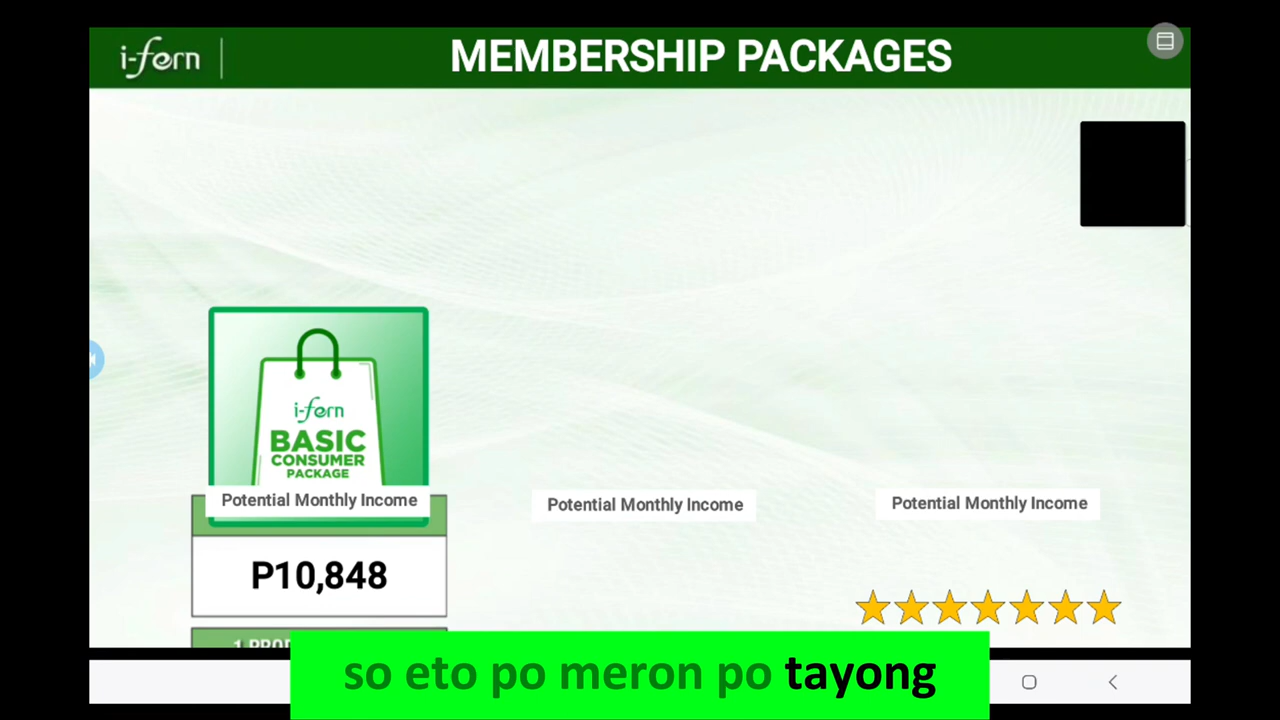 i-fern
MEMBERSHIP PACKAGES
i-fern
BASIC
CONSUMER
PACKAGE
Potential Monthly Income
Potential Monthly Income
Potential Monthly Income
P10,848
so eto po meron po tayong